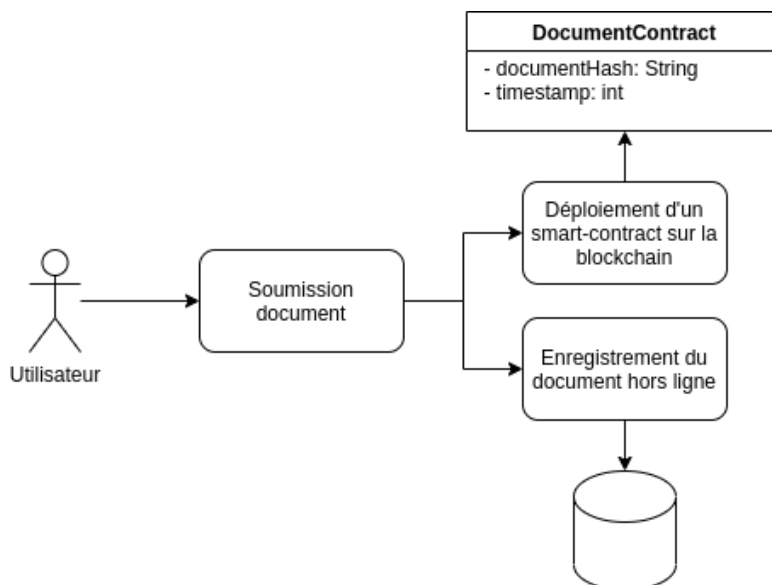 DocumentContract
- documentHash: String
- timestamp: int
Déploiement d'un
smart-contract sur la
blockchain
Soumission
document
Utilisateur
Enregistrement du
document hors ligne